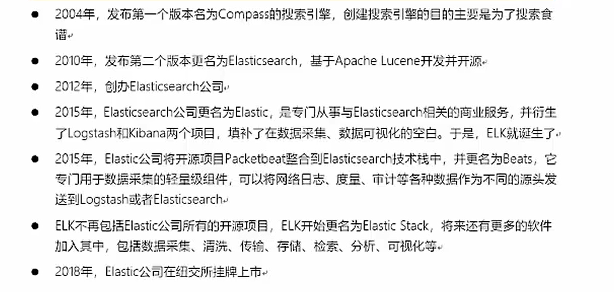 ● 2004年，发布第一个版本名为Compass的搜索引擎，创建搜索引擎的目的主要是为了搜索食
谱↵
● 2010年，发布第二个版本更名为Elasticsearch，基于Apache Lucene开发并开源↵
● 2012年，创办Elasticsearch公司↵
● 2015年，Elasticsearch公司更名为Elastic，是专门从事与Elasticsearch相关的商业服务，并衍生
了Logstash和Kibana两个项目，填补了在数据采集、数据可视化的空白。于是，ELK就诞生了↵
● 2015年，Elastic公司将开源项目Packetbeat整合到Elasticsearch技术栈中，并更名为Beats，它
专门用于数据采集的轻量级组件，可以将网络日志、度量、审计等各种数据作为不同的源头发
送到Logstash或者Elasticsearch↵
● ELK不再包括Elastic公司所有的开源项目，ELK开始更名为Elastic Stack，将来还有更多的软件
加入其中，包括数据采集、清洗、传输、存储、检索、分析、可视化等↵
● 2018年，Elastic公司在纽交所挂牌上市↵